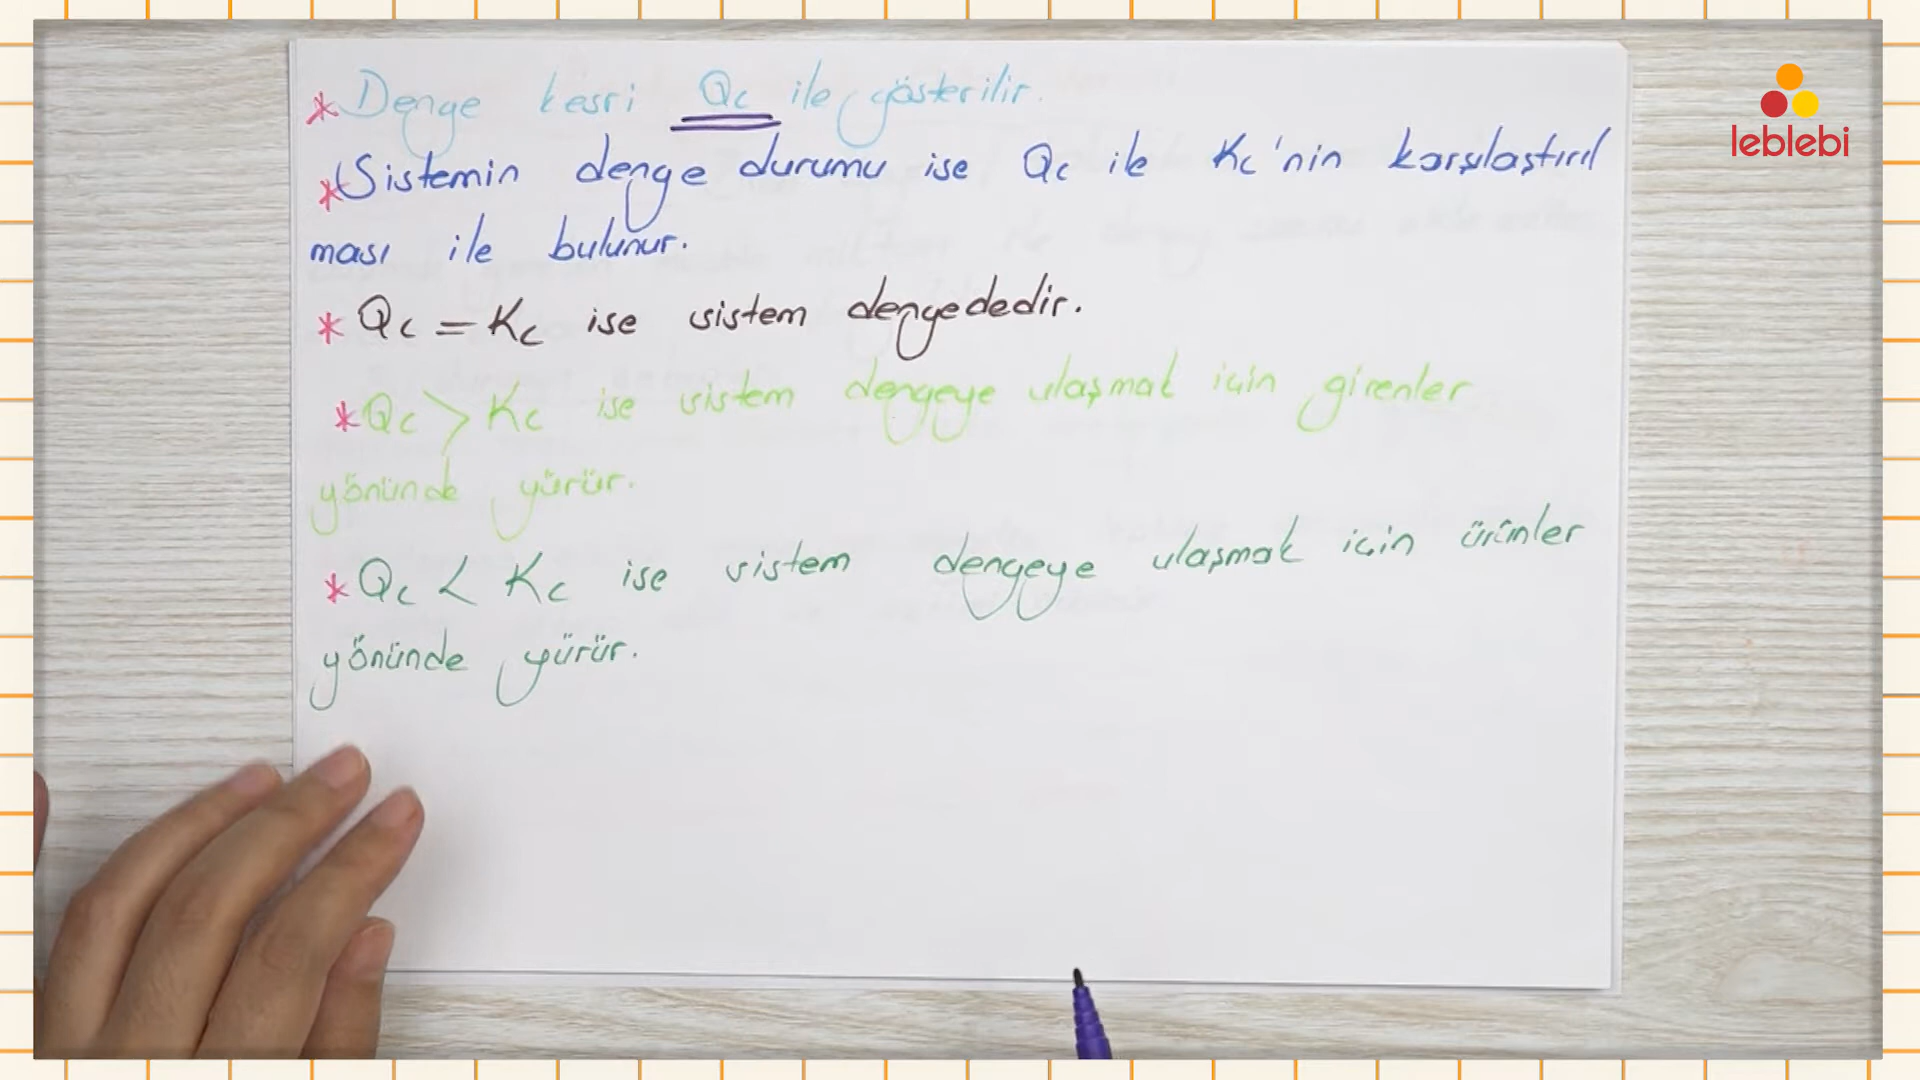 * Denge kesri Qc ile gösterilir.
* Sistemin denge durumu ise Qc ile Kc'nin karşılaştırıl
ması ile bulunur.
* Qc = Kc ise sistem dengededir.
* Qc > Kc ise sistem dengeye ulaşmak için girenler
yönünde yürür.
* Qc < Kc ise sistem dengeye ulaşmak için ürünler
yönünde yürür.
leblebi